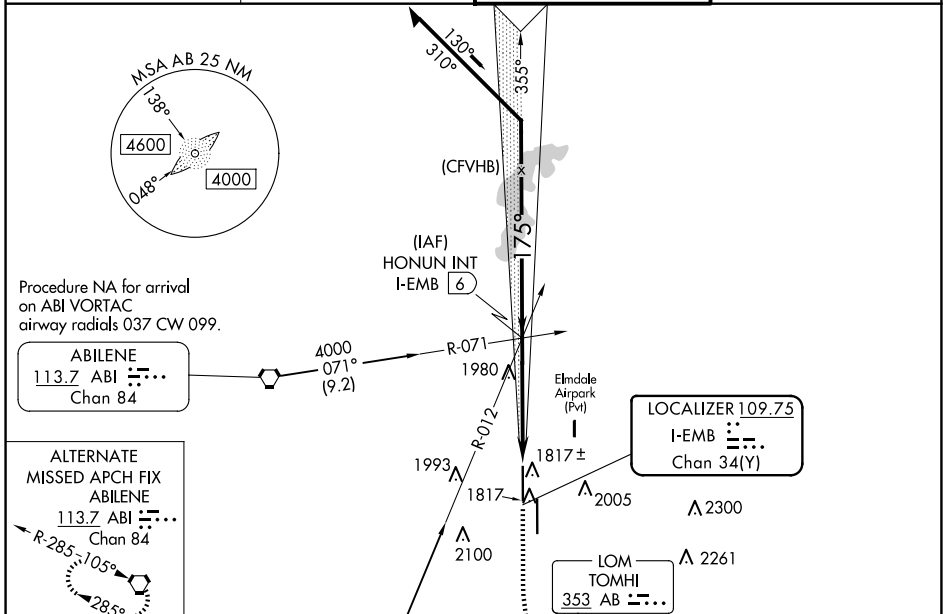 MSA AB 25 NM
138°
4600
4000
048°
130°
310°
355°
(CFVHB)
x
175°
(IAF)
HONUN INT
I-EMB 6
Procedure NA for arrival
on ABI VORTAC
airway radials 037 CW 099.
ABILENE
113.7 ABI
Chan 84
4000
071°
(9.2)
R-071
1980
R-012
Elmdale
Airpark
(Pvt)
LOCALIZER 109.75
I-EMB
Chan 34(Y)
ALTERNATE
MISSED APCH FIX
ABILENE
113.7 ABI
Chan 84
R-285
105°
285°
1993
1817 ±
1817
2005
2300
2100
2261
LOM
TOMHI
353 AB